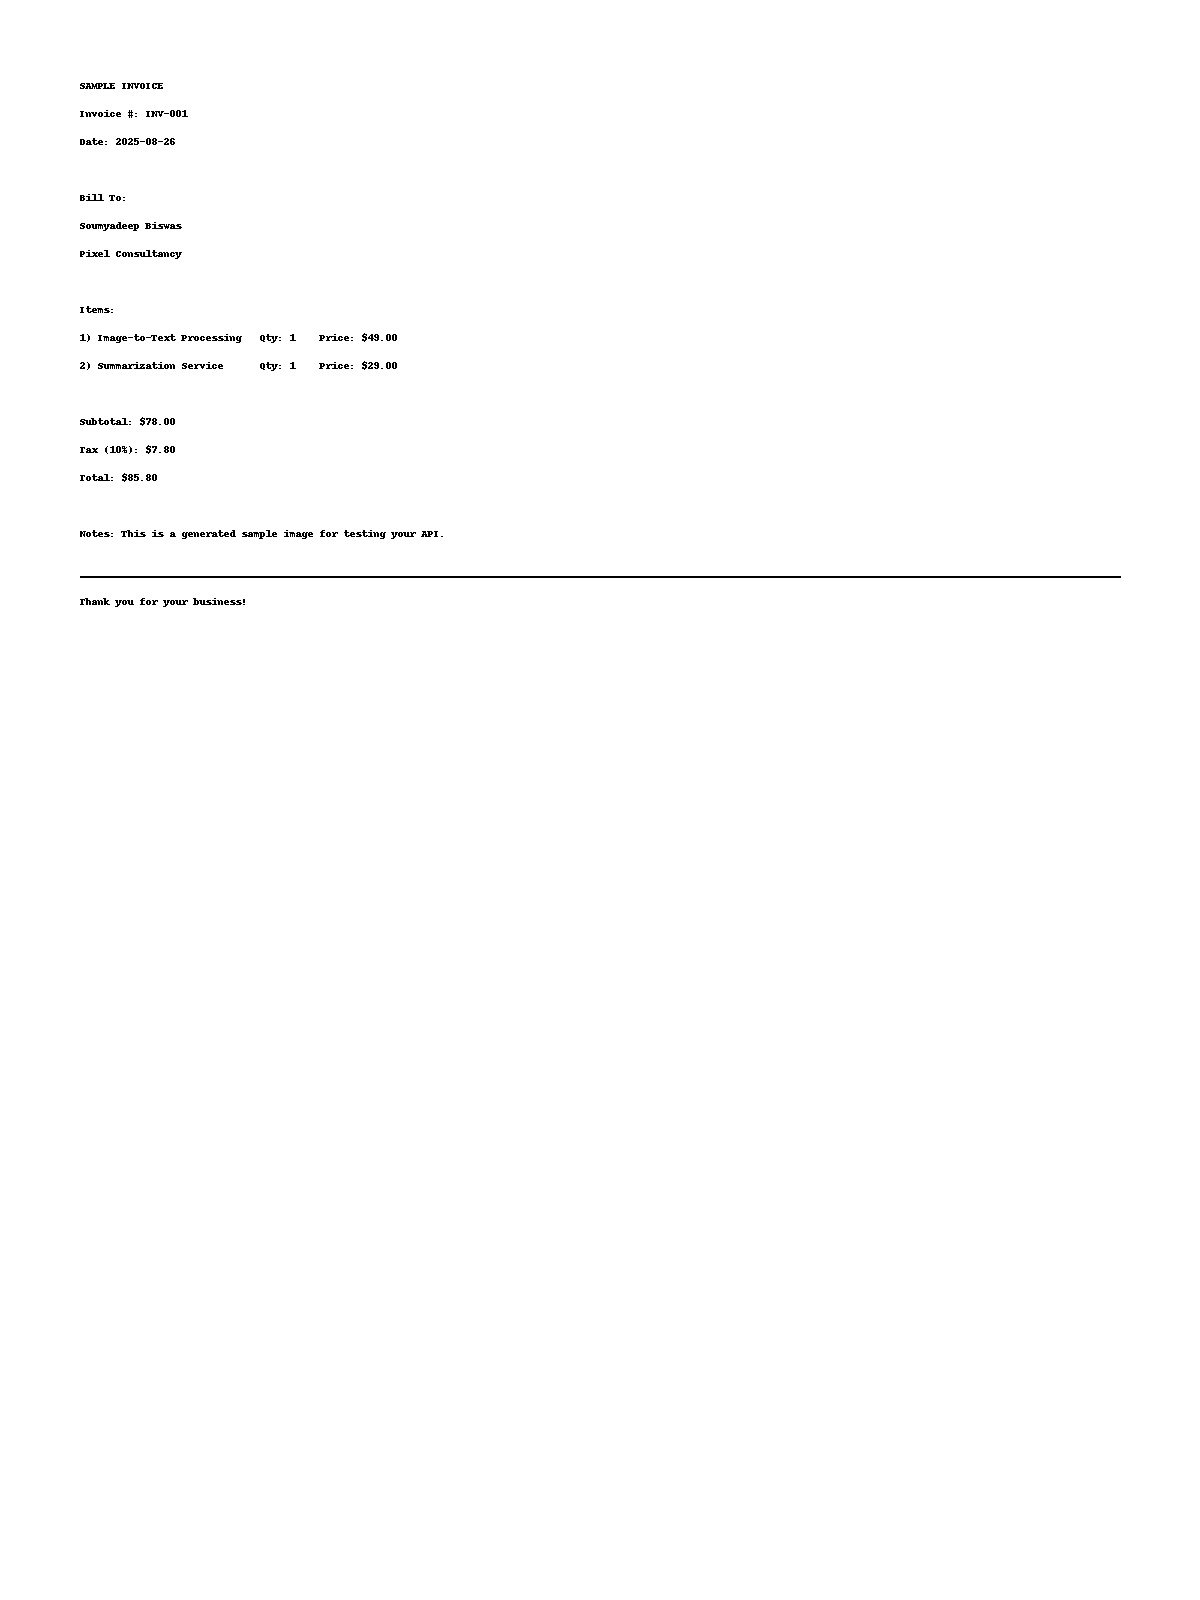 SAMPLE INVOICE
Invoice #: INV-001
Date: 2025-08-26
Bill To:
Soumyadeep Biswas
Pixel Consultancy
Items:
1) Image-to-Text Processing   Qty: 1    Price: $49.00
2) Summarization Service      Qty: 1    Price: $29.00
Subtotal: $78.00
Tax (10%): $7.80
Total: $85.80
Notes: This is a generated sample image for testing your API.
Thank you for your business!